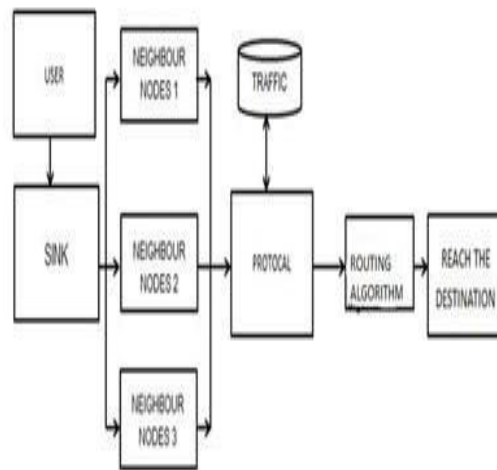 USER
SINK
NEIGHBOUR
NODES 1
NEIGHBOUR
NODES 2
NEIGHBOUR
NODES 3
TRAFFIC
PROTOCAL
ROUTING
ALGORITHM
REACH THE
DESTINATION